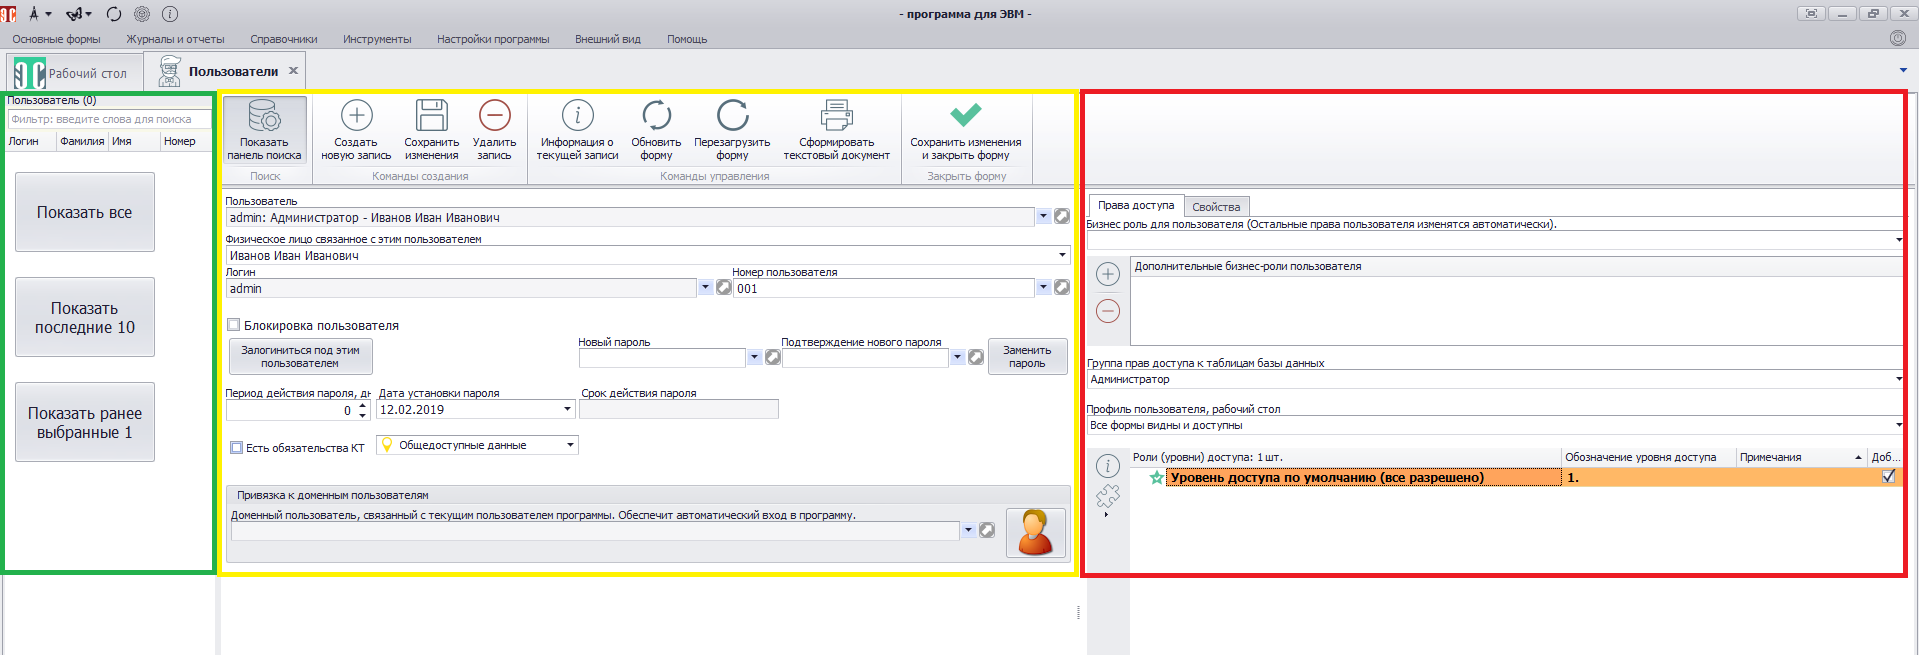 - программа для ЭВМ -
Основные формы
Журналы и отчеты
Справочники
Инструменты
Настройки программы
Внешний вид
Помощь
Рабочий стол
Пользователи
Пользователь (0)
Фильтр: введите слова для поиска
Логин
Фамилия
Имя
Номер
Показать все
Показать
последние 10
Показать ранее
выбранные 1
Показать
панель поиска
Поиск
Создать
новую запись
Сохранить
изменения
Удалить
запись
Команды создания
Информация о
текущей записи
Обновить
форму
Перезагрузить
форму
Сформировать
текстовый документ
Команды управления
Сохранить изменения
и закрыть форму
Закрыть форму
Пользователь
admin: Администратор - Иванов Иван Иванович
Физическое лицо связанное с этим пользователем
Иванов Иван Иванович
Логин
admin
Номер пользователя
001
Блокировка пользователя
Залогиниться под этим
пользователем
Новый пароль
Подтверждение нового пароля
Заменить
пароль
Период действия пароля, дн
0
Дата установки пароля
12.02.2019
Срок действия пароля
Есть обязательства КТ
Общедоступные данные
Привязка к доменным пользователям
Доменный пользователь, связанный с текущим пользователем программы. Обеспечит автоматический вход в программу.
Права доступа
Свойства
Бизнес роль для пользователя (Остальные права пользователя изменятся автоматически).
Дополнительные бизнес-роли пользователя
Группа прав доступа к таблицам базы данных
Администратор
Профиль пользователя, рабочий стол
Все формы видны и доступны
Роли (уровни) доступа: 1 шт.
Обозначение уровня доступа
Примечания
Доб...
Уровень доступа по умолчанию (все разрешено)
1.